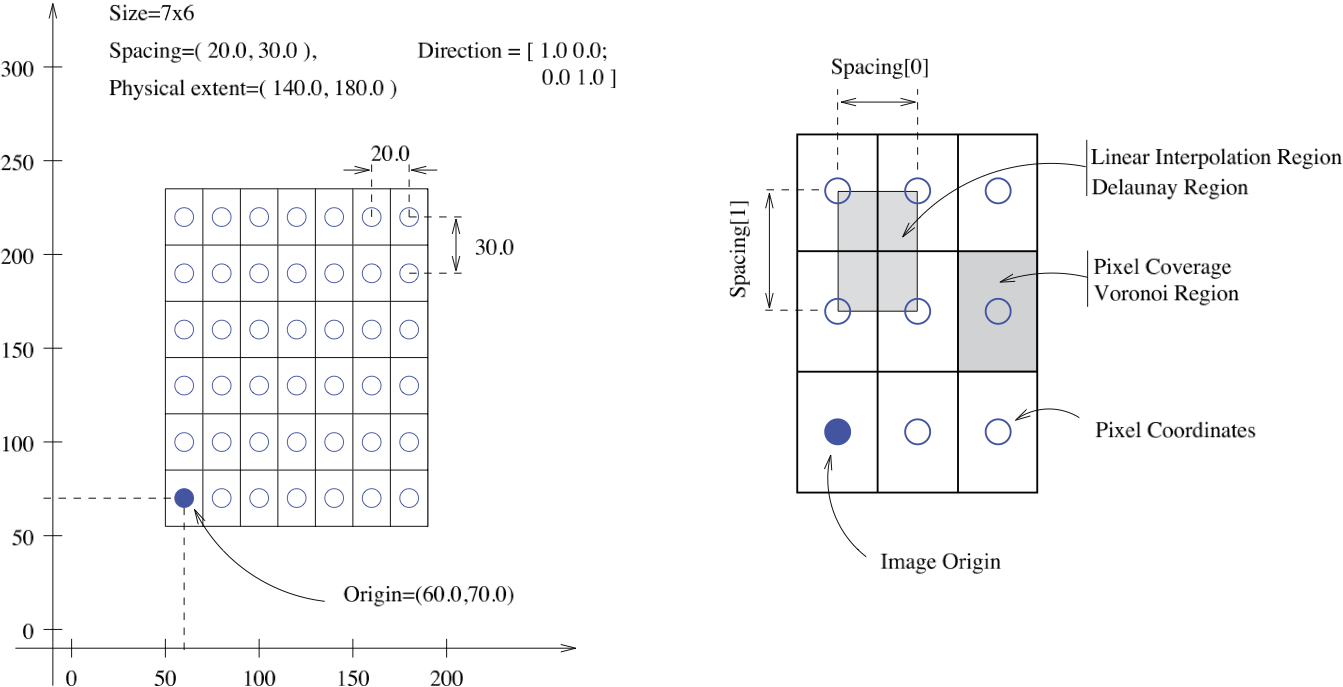 Size=7x6
Spacing=( 20.0, 30.0 ),
Physical extent=( 140.0, 180.0 )
Direction = [ 1.0 0.0;
0.0 1.0 ]
300
250
200
150
100
50
0
0
50
100
150
200
20.0
30.0
Origin=(60.0,70.0)
Spacing[0]
Spacing[1]
Linear Interpolation Region
Delaunay Region
Pixel Coverage
Voronoi Region
Pixel Coordinates
Image Origin